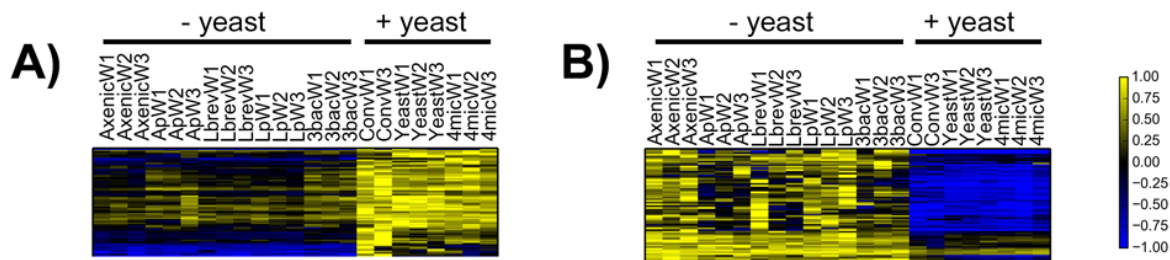 - yeast
+ yeast
A)
AxenicW1
AxenicW2
AxenicW3
ApW1
ApW2
ApW3
LbrevW1
LbrevW2
LbrevW3
LpW1
LpW2
LpW3
3bacW1
3bacW2
3bacW3
ConvW1
ConvW3
YeastW1
YeastW2
YeastW3
4micW1
4micW2
4micW3
- yeast
+ yeast
B)
AxenicW1
AxenicW2
AxenicW3
ApW1
ApW2
ApW3
LbrevW1
LbrevW2
LbrevW3
LpW1
LpW2
LpW3
3bacW1
3bacW2
3bacW3
ConvW1
ConvW3
YeastW1
YeastW2
YeastW3
4micW1
4micW2
4micW3
1.00
0.75
0.50
0.25
0.00
−0.25
−0.50
−0.75
−1.00